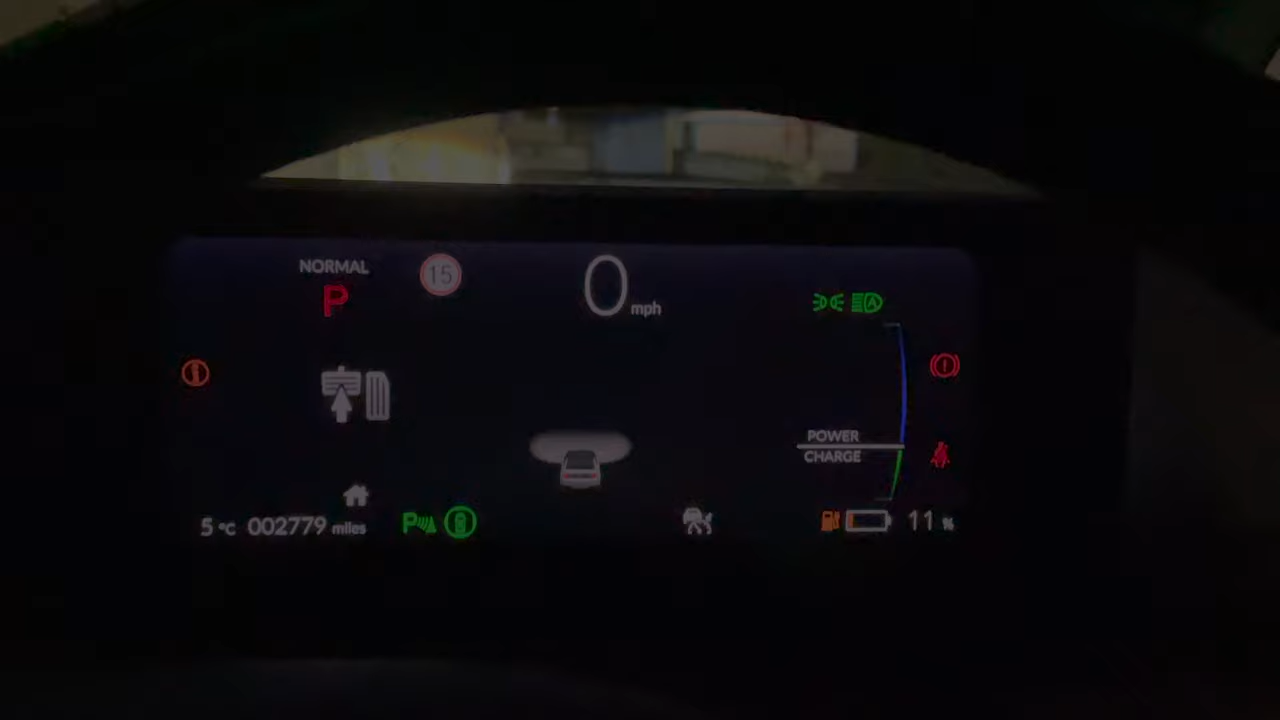 NORMAL
P
15
0 mph
A
POWER
CHARGE
5 °C 002779 miles
P
11 %